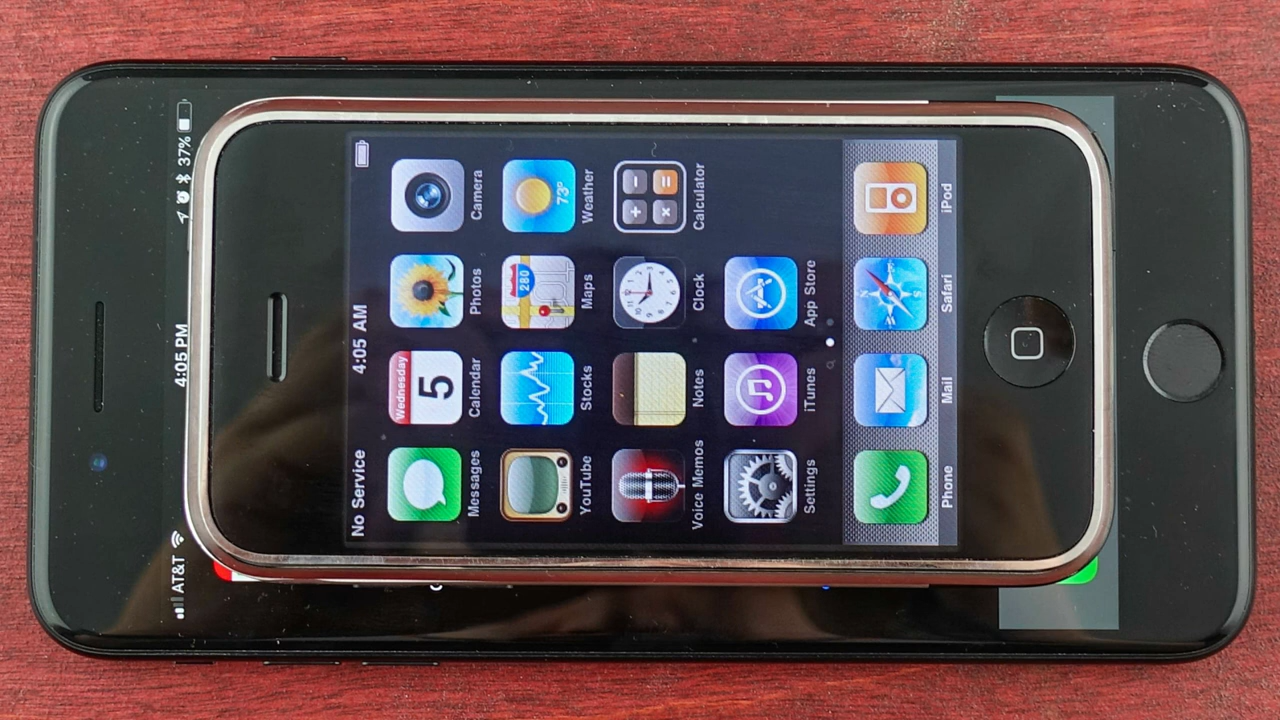 AT&T 4:05 PM 37%
No Service 4:05 AM
Wednesday
5 280 73°
Messages Calendar Photos Camera
YouTube Stocks Maps Weather
Voice Memos Notes Clock Calculator
Settings iTunes App Store
Phone Mail Safari iPod